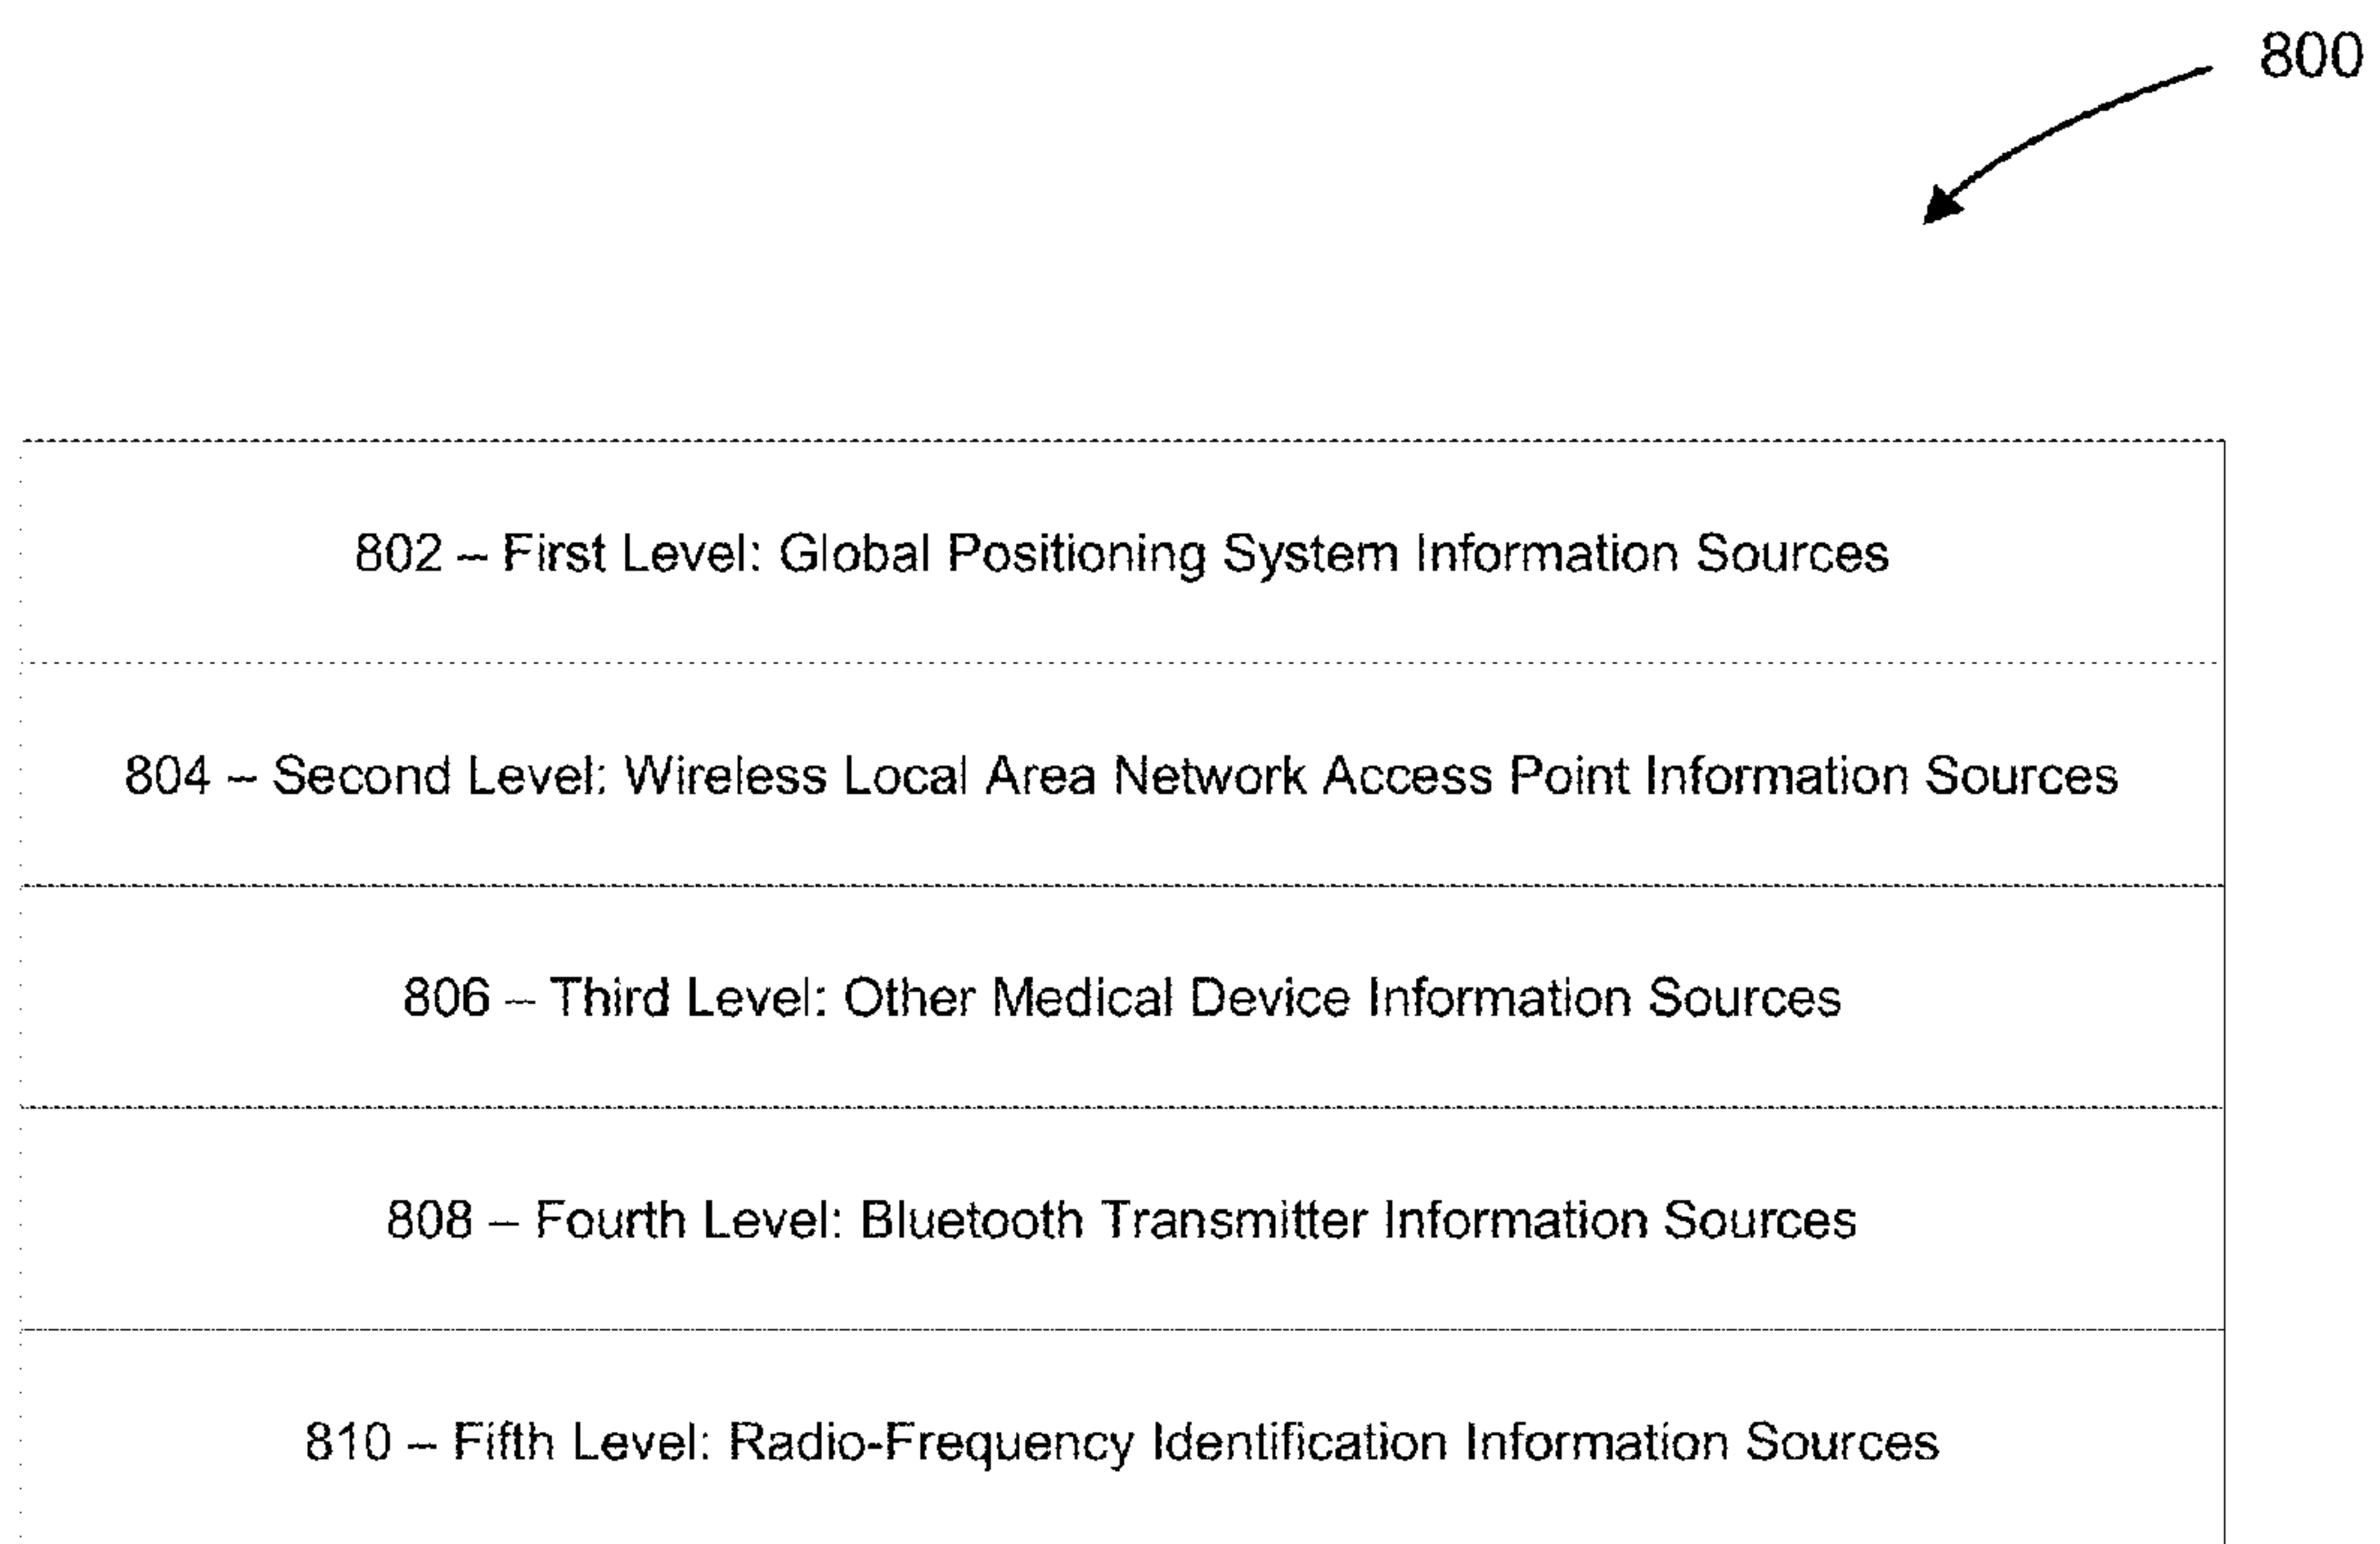 800
802 – First Level: Global Positioning System Information Sources
804 – Second Level: Wireless Local Area Network Access Point Information Sources
806 – Third Level: Other Medical Device Information Sources
808 – Fourth Level: Bluetooth Transmitter Information Sources
810 – Fifth Level: Radio-Frequency Identification Information Sources